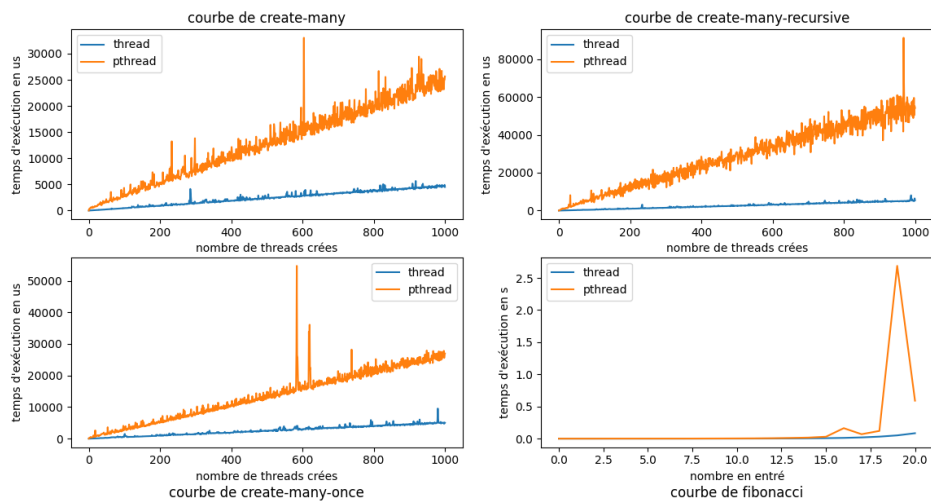 courbe de create-many
temps d'exécution en us
30000
25000
20000
15000
10000
5000
0
thread
pthread
0 200 400 600 800 1000
nombre de threads crées
courbe de create-many-recursive
temps d'exécution en us
80000
60000
40000
20000
0
thread
pthread
0 200 400 600 800 1000
nombre de threads crées
temps d'exécution en us
50000
40000
30000
20000
10000
0
thread
pthread
0 200 400 600 800 1000
nombre de threads crées
courbe de create-many-once
temps d'exécution en s
2.5
2.0
1.5
1.0
0.5
0.0
thread
pthread
0.0 2.5 5.0 7.5 10.0 12.5 15.0 17.5 20.0
nombre en entré
courbe de fibonacci